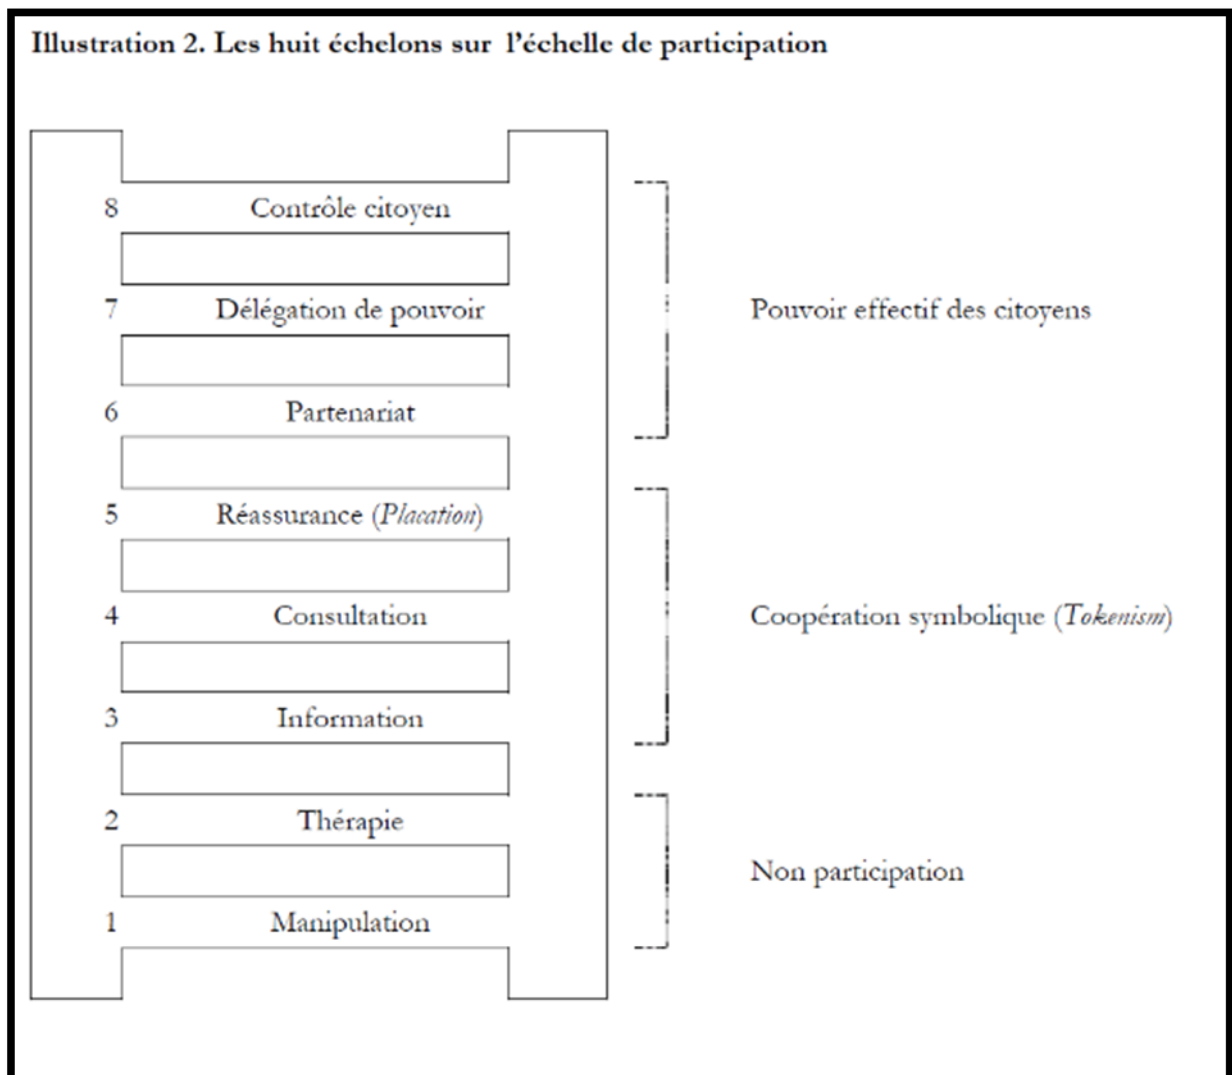 Illustration 2. Les huit échelons sur l'échelle de participation
8 Contrôle citoyen
7 Délégation de pouvoir
Pouvoir effectif des citoyens
6 Partenariat
5 Réassurance (Placation)
4 Consultation
Coopération symbolique (Tokenism)
3 Information
2 Thérapie
Non participation
1 Manipulation